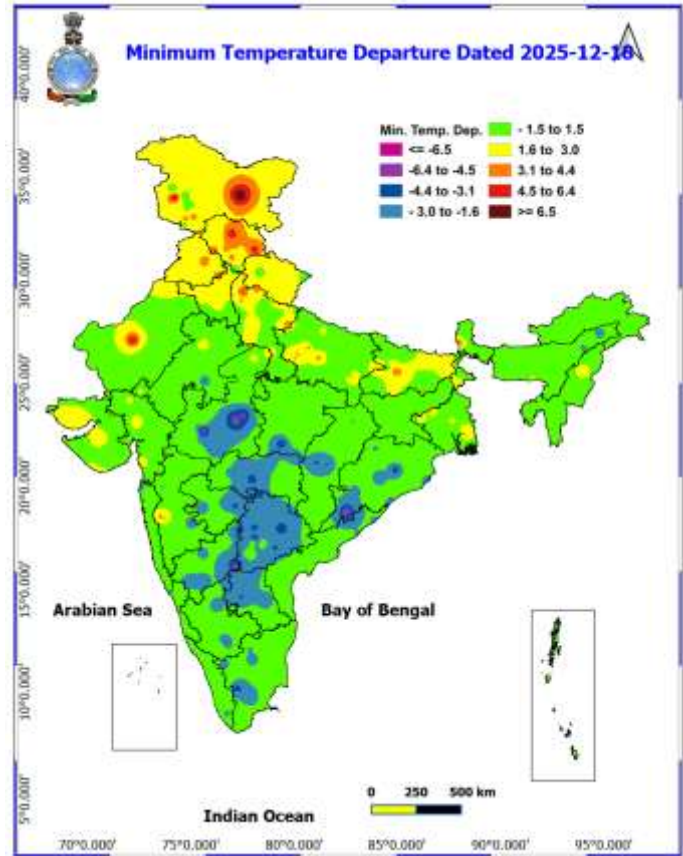 Minimum Temperature Departure Dated
Min. Temp. Dep.
<= -6.5
-6.4 to -4.5
-4.4 to -3.1
- 3.0 to -1.6
- 1.5 to 1.5
1.6 to 3.0
3.1 to 4.4
4.5 to 6.4
>= 6.5
40°0.000'
35°0.000'
30°0.000'
25°0.000'
20°0.000'
15°0.000'
10°0.000'
5°0.000'
Arabian Sea
Bay of Bengal
Indian Ocean
0 250 500 km
70°0.000' 75°0.000' 80°0.000' 85°0.000' 90°0.000' 95°0.000'